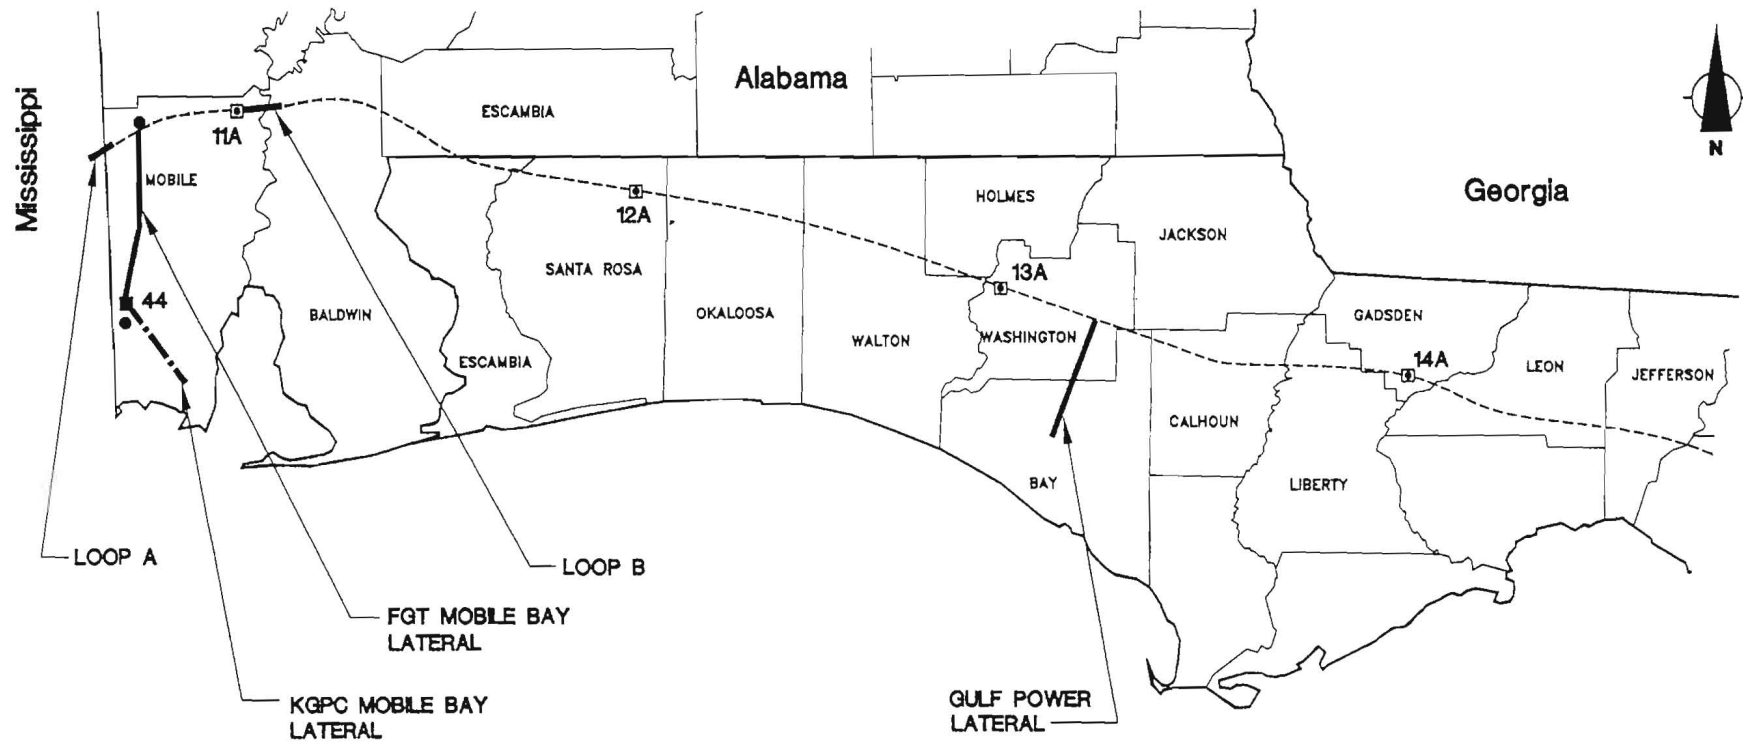 Mississippi
Alabama
Georgia
N
ESCAMBIA
11A
MOBILE
12A
HOLMES
JACKSON
44
SANTA ROSA
13A
BALDWIN
OKALOOSA
GADSDEN
ESCAMBIA
WALTON
WASHINGTON
14A
LEON
JEFFERSON
CALHOUN
BAY
LIBERTY
LOOP A
LOOP B
FGT MOBILE BAY
LATERAL
KGPC MOBILE BAY
LATERAL
GULF POWER
LATERAL